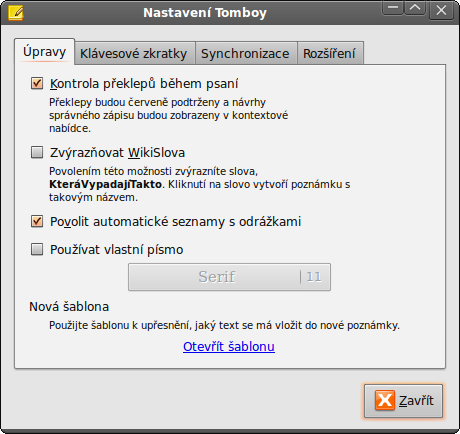 Nastavení Tomboy
Úpravy
Klávesové zkratky
Synchronizace
Rozšíření
Kontrola překlepů během psaní
Překlepy budou červeně podtrženy a návrhy
správného zápisu budou zobrazeny v kontextové
nabídce.
Zvýrazňovat WikiSlova
Povolením této možnosti zvýrazníte slova,
KteráVypadajíTakto. Kliknutí na slovo vytvoří poznámku s
takovým názvem.
Povolit automatické seznamy s odrážkami
Používat vlastní písmo
Serif 11
Nová šablona
Použijte šablonu k upřesnění, jaký text se má vložit do nové poznámky.
Otevřít šablonu
Zavřít